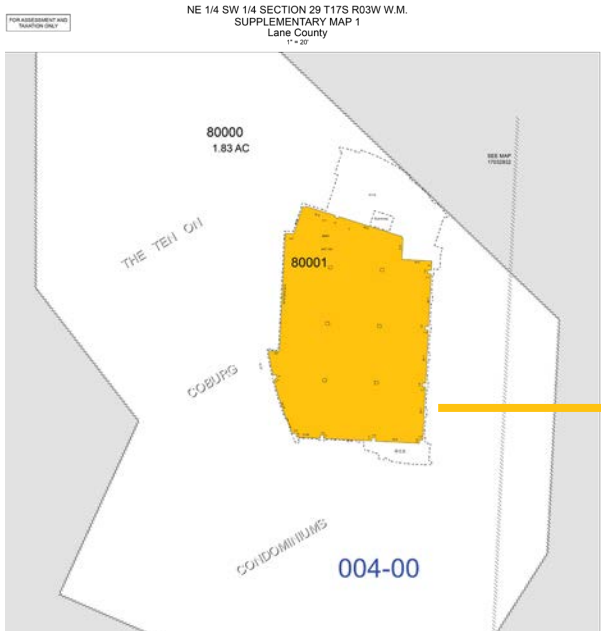 NE 1/4 SW 1/4 SECTION 29 T17S R03W W.M.
SUPPLEMENTARY MAP 1
Lane County
1" = 20'
FOR ASSESSMENT AND
TAXATION ONLY
80000
1.83 AC
SEE MAP
17032932
THE TEN ON
80001
COBURG
CONDOMINIUMS
004-00